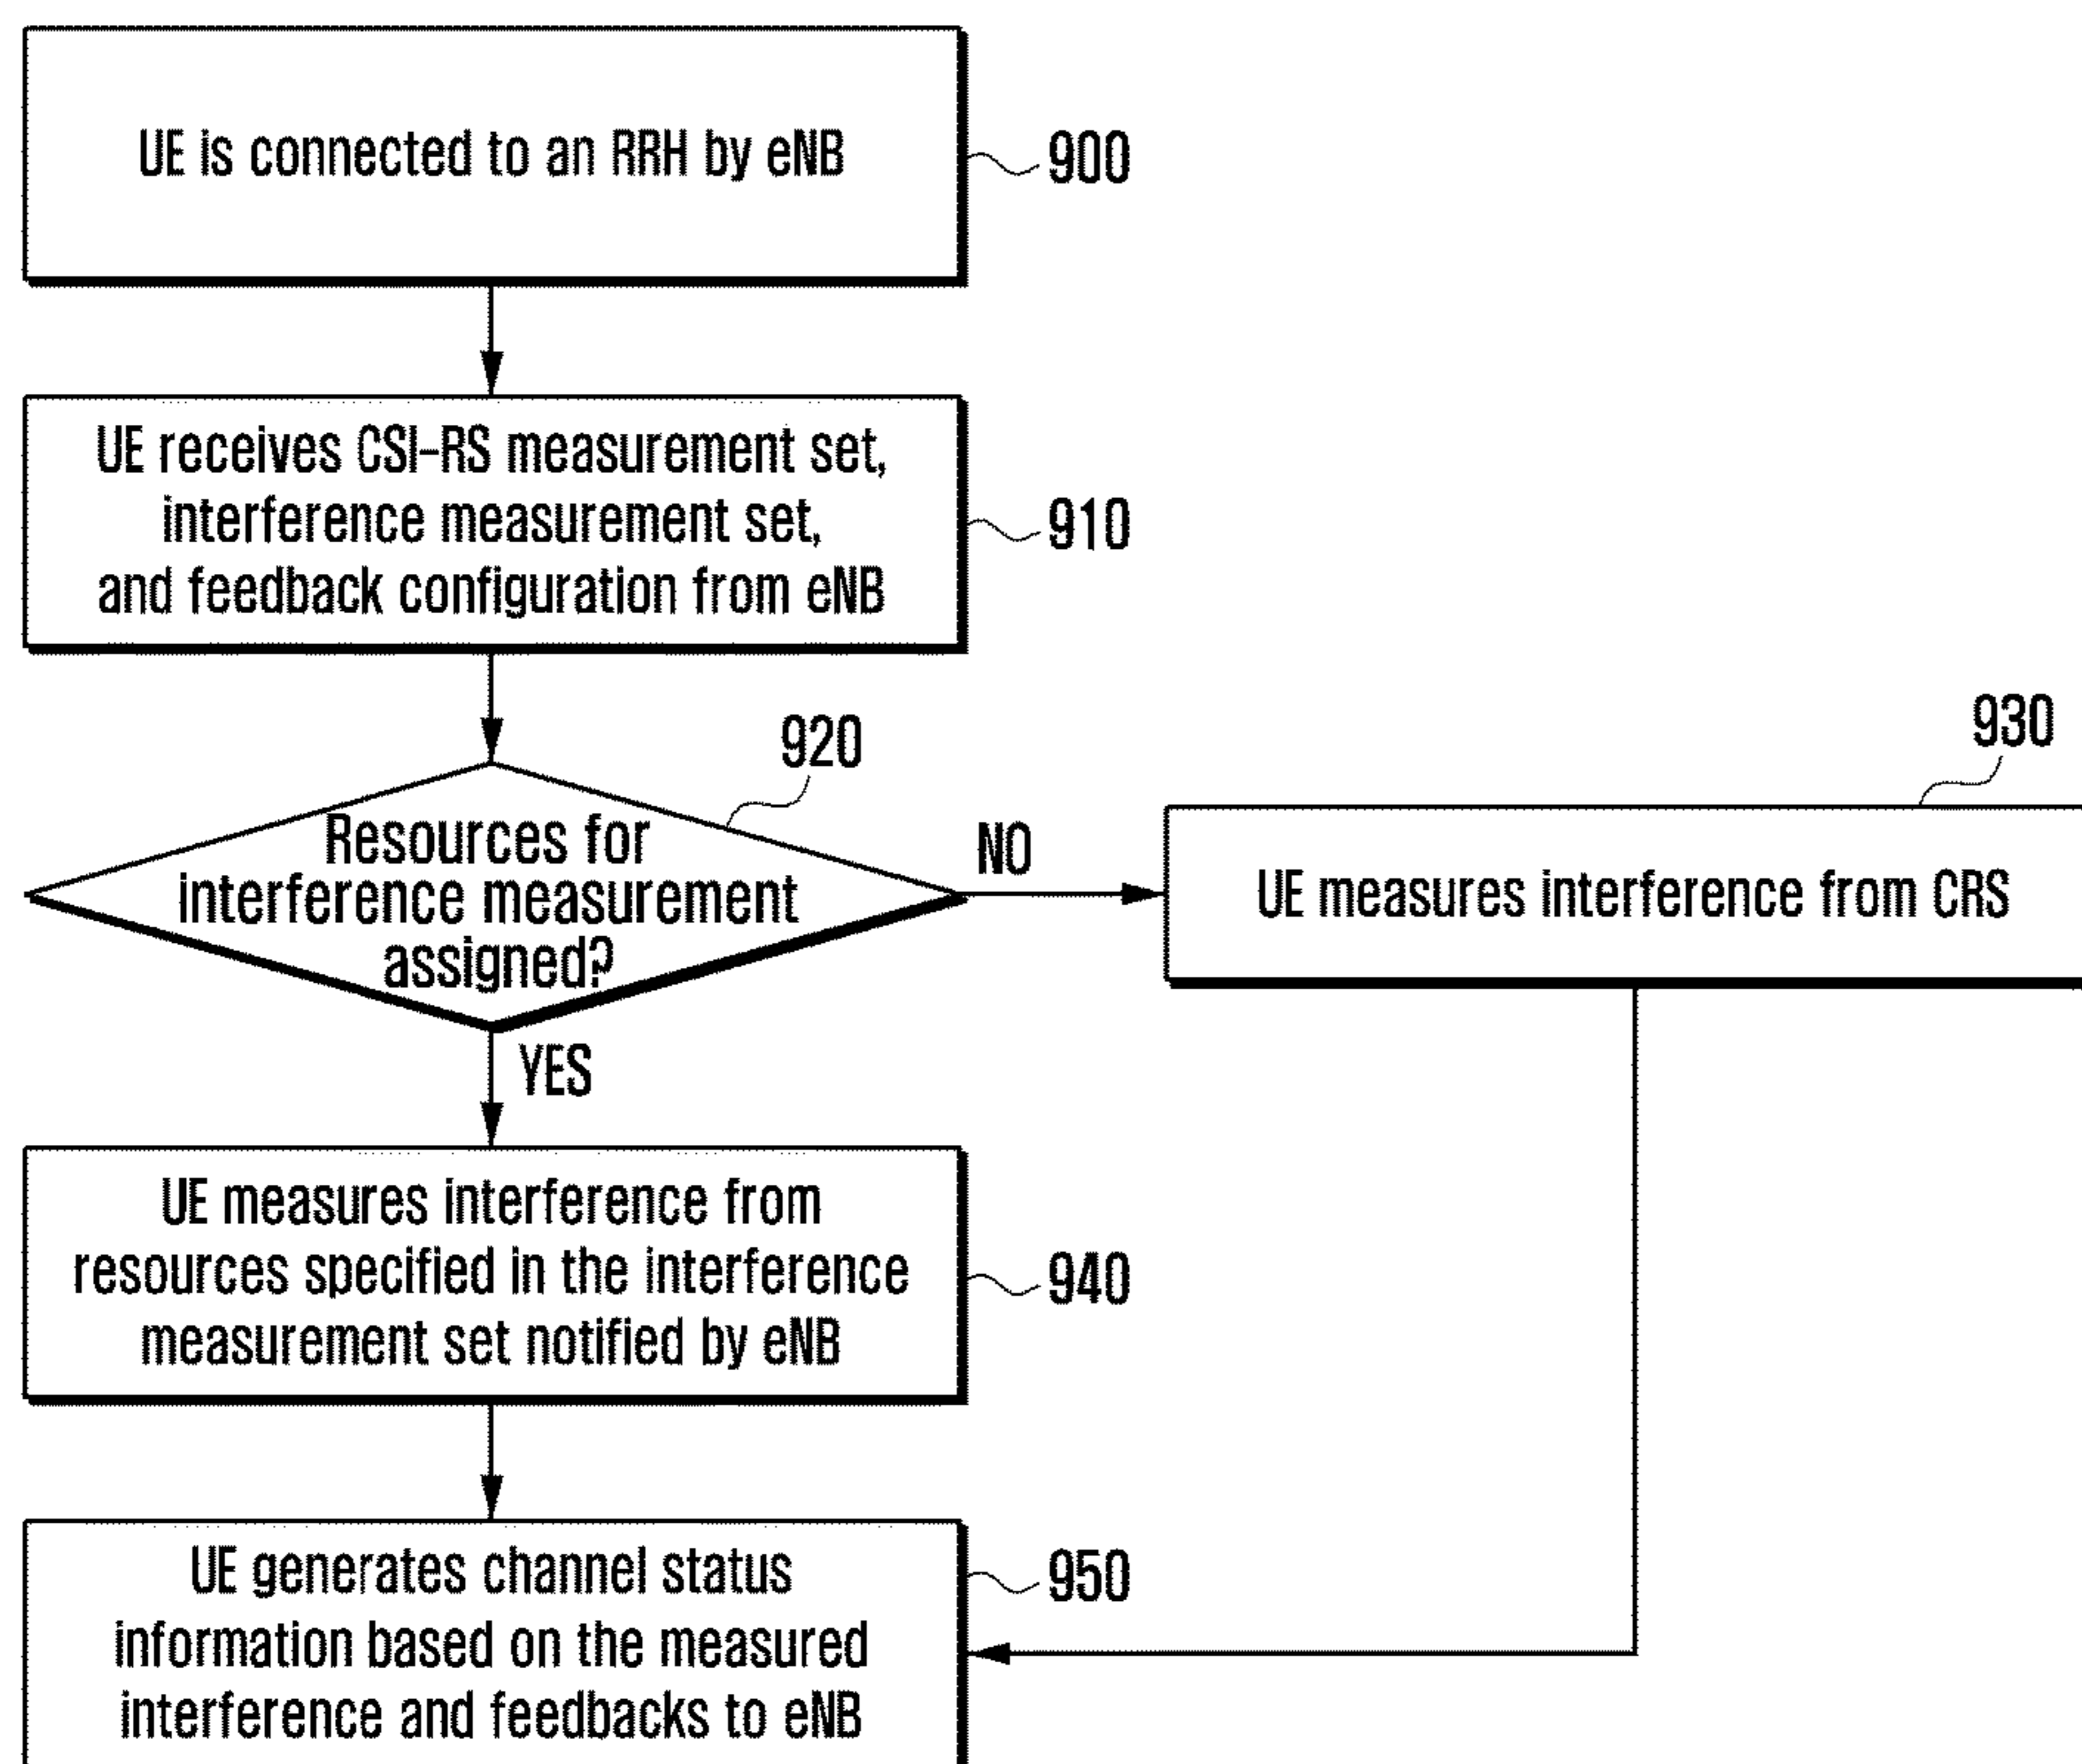 UE is connected to an RRH by eNB
900
UE receives CSI-RS measurement set,
interference measurement set,
and feedback configuration from eNB
910
920
Resources for
interference measurement
assigned?
NO
930
UE measures interference from CRS
YES
UE measures interference from
resources specified in the interference
measurement set notified by eNB
940
UE generates channel status
information based on the measured
interference and feedbacks to eNB
950